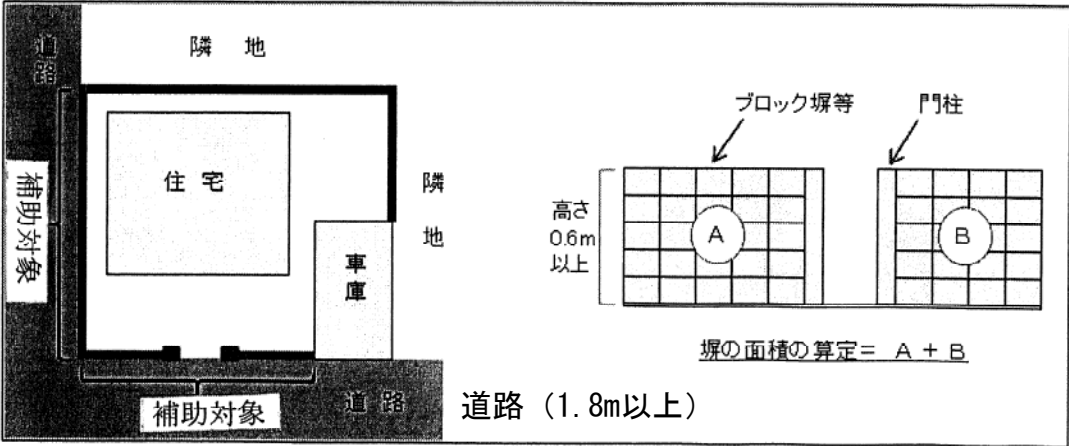 道路
隣地
補助対象
住宅
隣地
車庫
補助対象
道路
道路 (1.8m以上)
ブロック塀等
門柱
高さ
0.6m
以上
A
B
塀の面積の算定= A + B